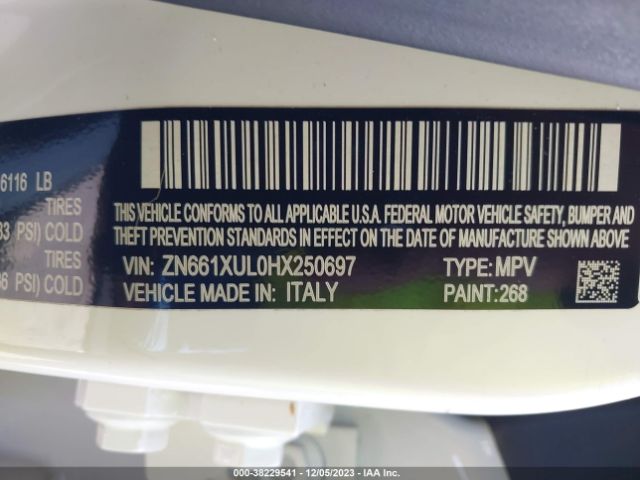 6116 LB
TIRES
PSI) COLD
TIRES
PSI) COLD
THIS VEHICLE CONFORMS TO ALL APPLICABLE U.S.A. FEDERAL MOTOR VEHICLE SAFETY, BUMPER AND
THEFT PREVENTION STANDARDS IN EFFECT ON THE DATE OF MANUFACTURE SHOWN ABOVE.
VIN: ZN661XUL0HX250697 TYPE: MPV
VEHICLE MADE IN: ITALY PAINT: 268
000-38229541 - 12/05/2023 - IAA Inc.